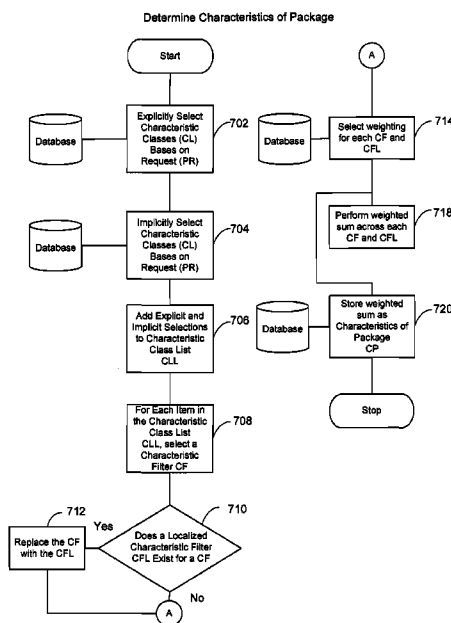 Determine Characteristics of Package
Start
Database
Explicitly Select
Characteristic
Classes (CL)
Bases on
Request (PR)
702
Database
Implicitly Select
Characteristic
Classes (CL)
Based on
Request (PR)
704
Add Explicit and
Implicit Selections
to Characteristic
Class List
CLL
706
For Each Item in
the Characteristic
Class List
CLL, select a
Characteristic
Filter CF
708
Does a Localized
Characteristic Filter
CFL Exist for a CF
710
Yes
712
Replace the CF
with the CFL
No
A
A
Database
Select weighting
for each CF and
CFL
714
Perform weighted
sum across each
CF and CFL
718
Database
Store weighted
sum as
Characteristics of
Package
CP
720
Stop